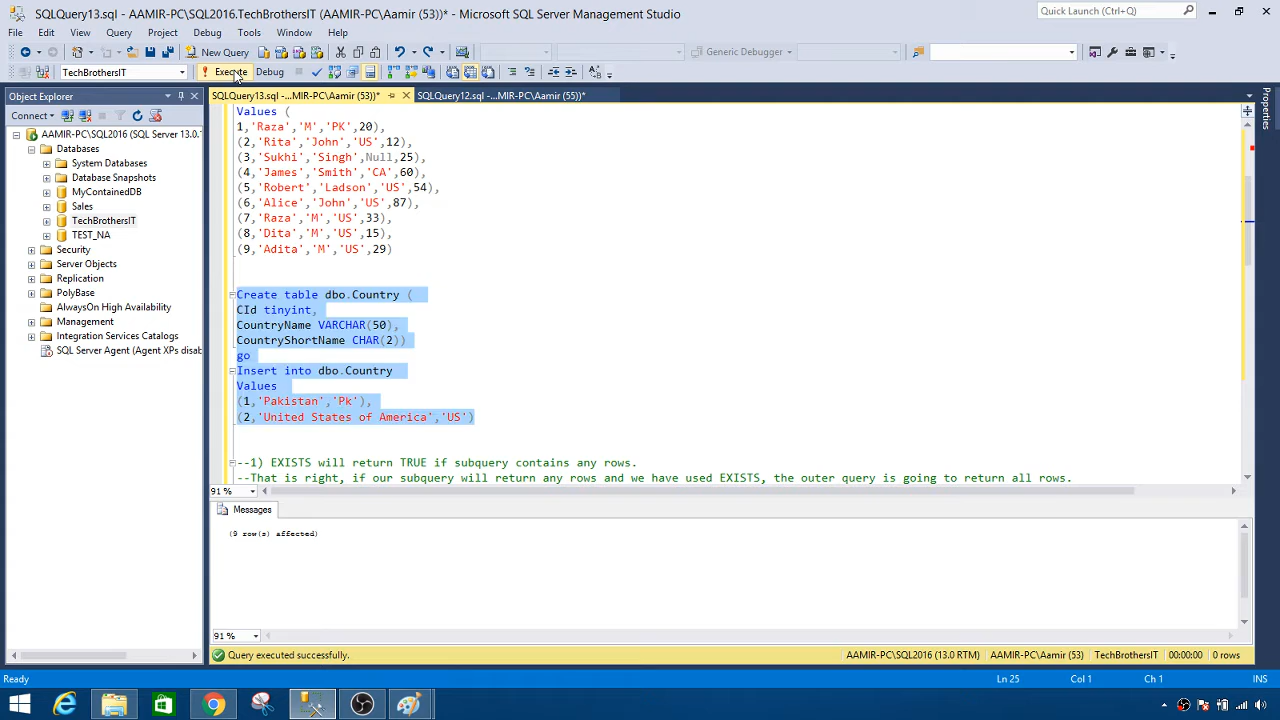 SQLQuery13.sql - AAMIR-PC\SQL2016.TechBrothersIT (AAMIR-PC\Aamir (53))* - Microsoft SQL Server Management Studio
Quick Launch (Ctrl+Q)
File Edit View Query Project Debug Tools Window Help
New Query
Generic Debugger
TechBrothersIT
Execute Debug
Object Explorer
SQLQuery13.sql -...MIR-PC\Aamir (53))*
SQLQuery12.sql -...MIR-PC\Aamir (55))*
Properties
Connect
AAMIR-PC\SQL2016 (SQL Server 13.0.
Databases
System Databases
Database Snapshots
MyContainedDB
Sales
TechBrothersIT
TEST_NA
Security
Server Objects
Replication
PolyBase
AlwaysOn High Availability
Management
Integration Services Catalogs
SQL Server Agent (Agent XPs disab
Values (
1,'Raza','M','PK',20),
(2,'Rita','John','US',12),
(3,'Sukhi','Singh',Null,25),
(4,'James','Smith','CA',60),
(5,'Robert','Ladson','US',54),
(6,'Alice','John','US',87),
(7,'Raza','M','US',33),
(8,'Dita','M','US',15),
(9,'Adita','M','US',29)
Create table dbo.Country (
CId tinyint,
CountryName VARCHAR(50),
CountryShortName CHAR(2))
go
Insert into dbo.Country
Values
(1,'Pakistan','Pk'),
(2,'United States of America','US')
--1) EXISTS will return TRUE if subquery contains any rows.
--That is right, if our subquery will return any rows and we have used EXISTS, the outer query is going to return all rows.
91 %
Messages
(9 row(s) affected)
91 %
Query executed successfully.
AAMIR-PC\SQL2016 (13.0 RTM) AAMIR-PC\Aamir (53) TechBrothersIT 00:00:00 0 rows
Ready
Ln 25 Col 1 Ch 1 INS
6:01 PM